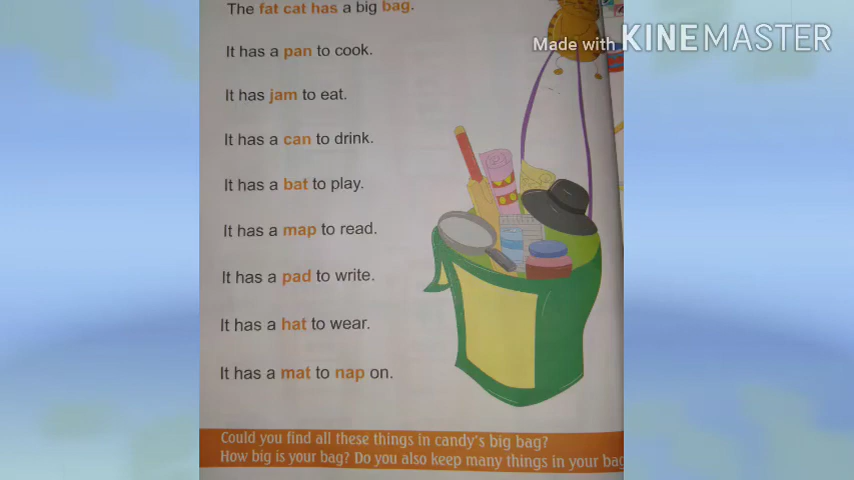 The fat cat has a big bag.
Made with KINEMASTER
It has a pan to cook.
It has jam to eat.
It has a can to drink.
It has a bat to play.
It has a map to read.
It has a pad to write.
It has a hat to wear.
It has a mat to nap on.
Could you find all these things in candy's big bag?
How big is your bag? Do you also keep many things in your bag